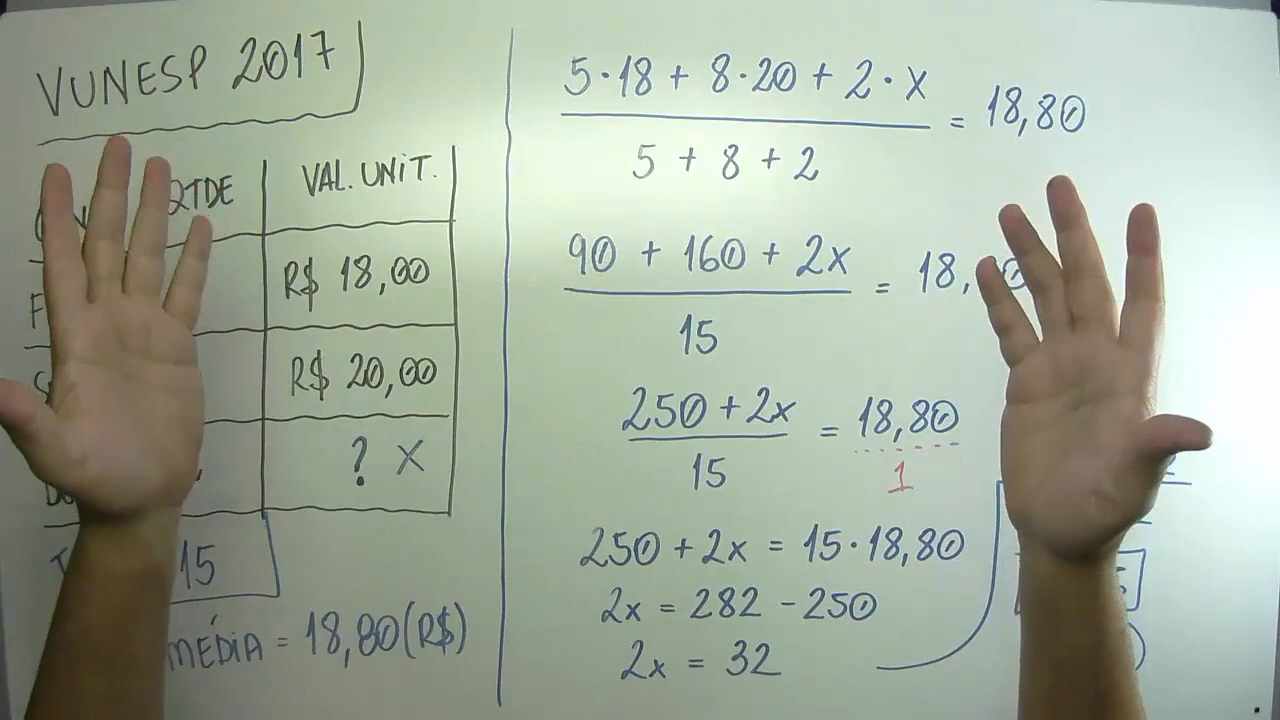 VUNESP 2017
QTDE VAL. UNIT.
R$ 18,00
R$ 20,00
? X
15
MÉDIA = 18,80 (R$)
5·18 + 8·20 + 2·X = 18,80
5 + 8 + 2
90 + 160 + 2x = 18,
15
250 + 2x = 18,80
15 1
250 + 2x = 15·18,80
2x = 282 - 250
2x = 32